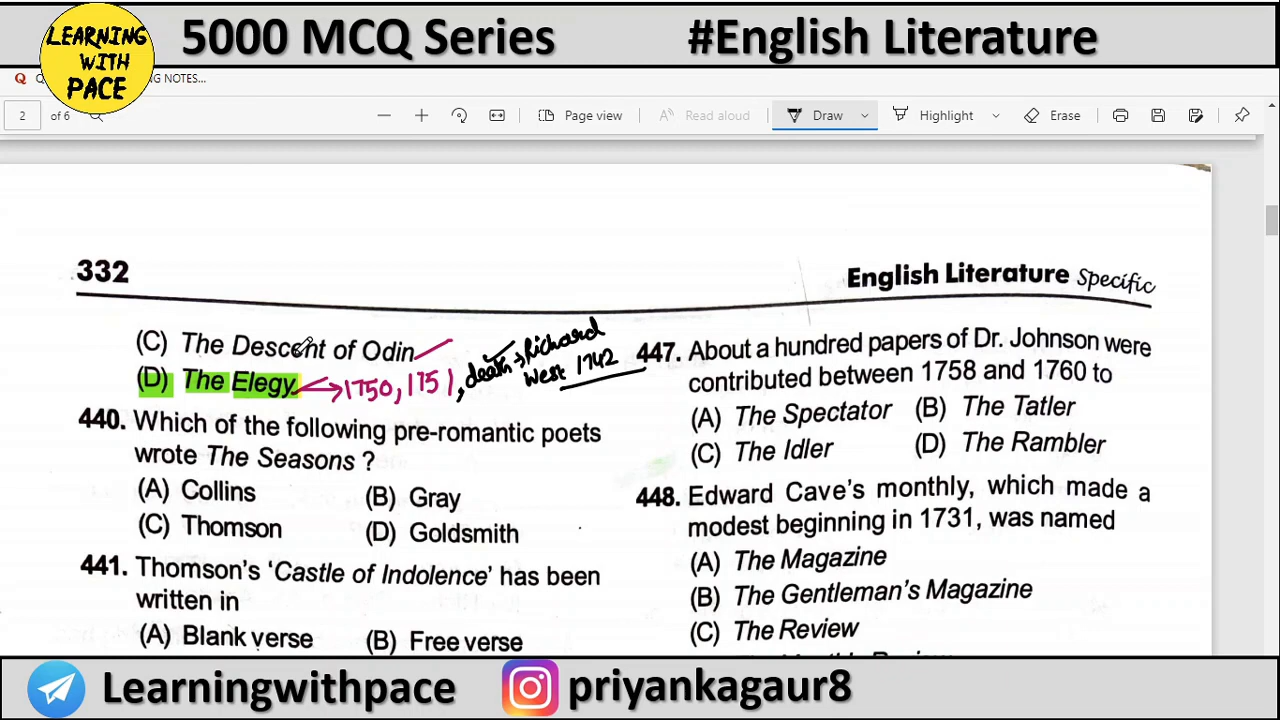 LEARNING
WITH
PACE
5000 MCQ Series
#English Literature
NG NOTES...
2
of 6
Page view
Read aloud
Draw
Highlight
Erase
332
English Literature Specific
(C) The Descent of Odin
(D) The Elegy
1750, 1751, death → Richard
West 1742
440. Which of the following pre-romantic poets
wrote The Seasons ?
(A) Collins
(B) Gray
(C) Thomson
(D) Goldsmith
441. Thomson's 'Castle of Indolence' has been
written in
(A) Blank verse
(B) Free verse
447. About a hundred papers of Dr. Johnson were
contributed between 1758 and 1760 to
(A) The Spectator
(B) The Tatler
(C) The Idler
(D) The Rambler
448. Edward Cave's monthly, which made a
modest beginning in 1731, was named
(A) The Magazine
(B) The Gentleman's Magazine
(C) The Review
Learningwithpace
priyankagaur8